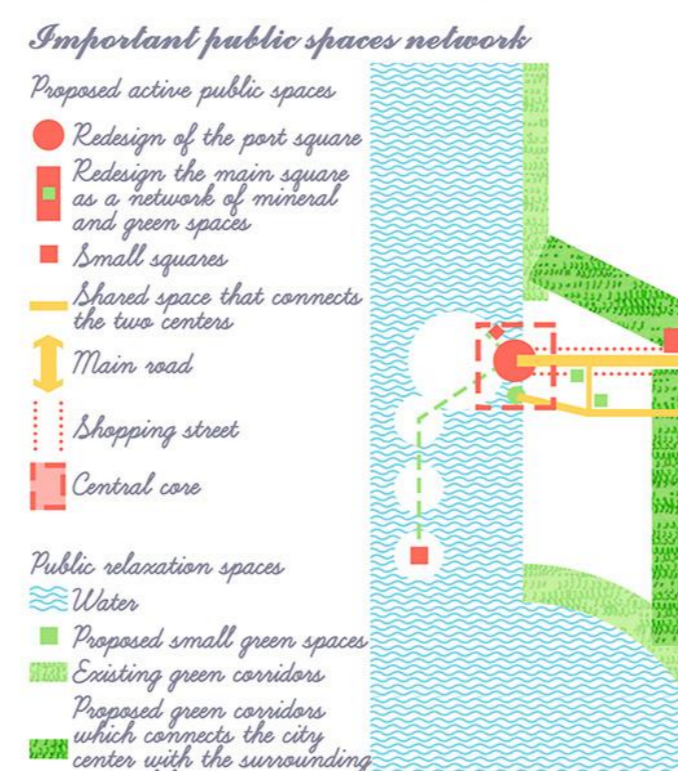 Important public spaces network
Proposed active public spaces
Redesign of the port square
Redesign the main square
as a network of mineral
and green spaces
Small squares
Shared space that connects
the two centers
Main road
Shopping street
Central core
Public relaxation spaces
Water
Proposed small green spaces
Existing green corridors
Proposed green corridors
which connects the city
center with the surrounding